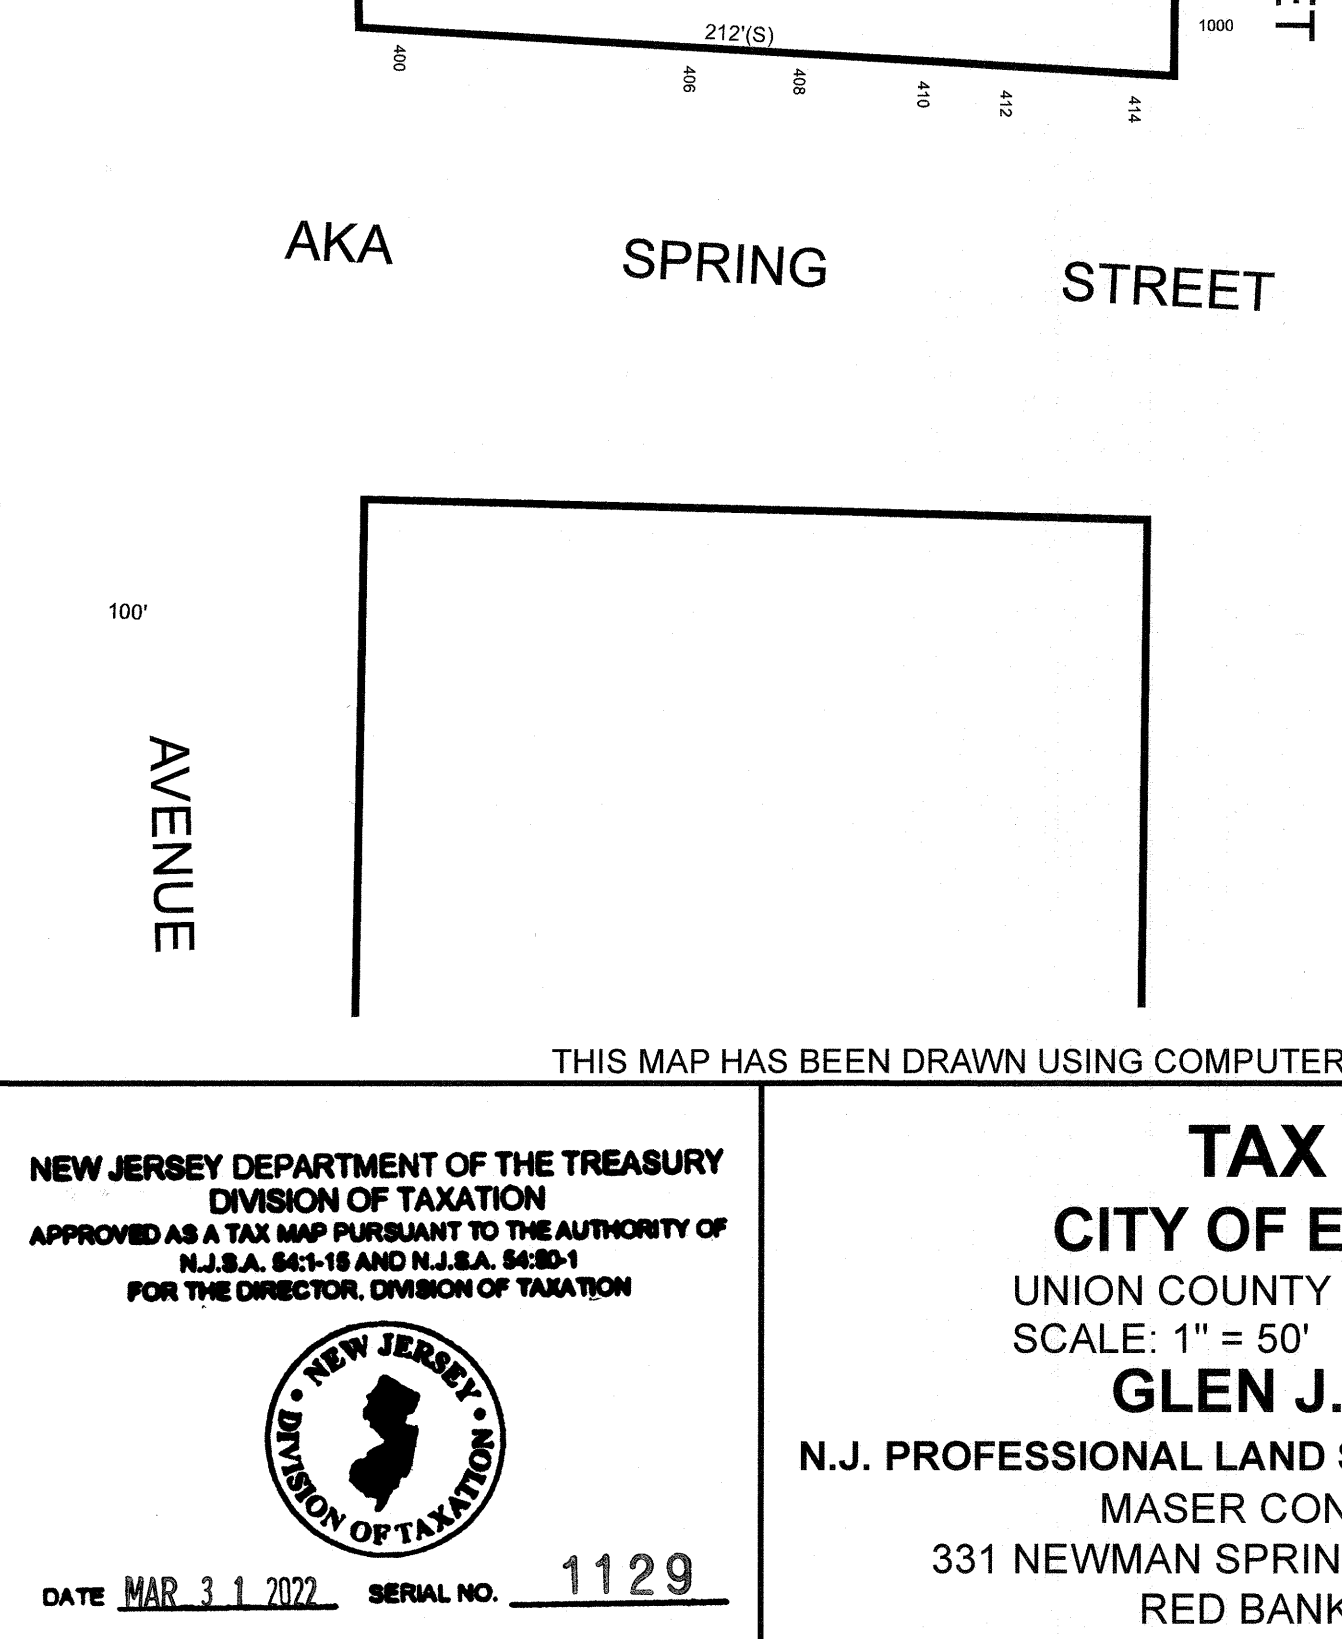 ET
212'(S)
1000
400
406
408
410
412
414
AKA SPRING STREET
100'
AVENUE
THIS MAP HAS BEEN DRAWN USING COMPUTER
NEW JERSEY DEPARTMENT OF THE TREASURY
DIVISION OF TAXATION
APPROVED AS A TAX MAP PURSUANT TO THE AUTHORITY OF
N.J.S.A. 54:1-15 AND N.J.S.A. 54:50-1
FOR THE DIRECTOR, DIVISION OF TAXATION
• NEW JERSEY •
DIVISION OF TAXATION
DATE MAR 31 2022 SERIAL NO. 1129
TAX
CITY OF E
UNION COUNTY
SCALE: 1" = 50'
GLEN J.
N.J. PROFESSIONAL LAND S
MASER CON
331 NEWMAN SPRIN
RED BANK